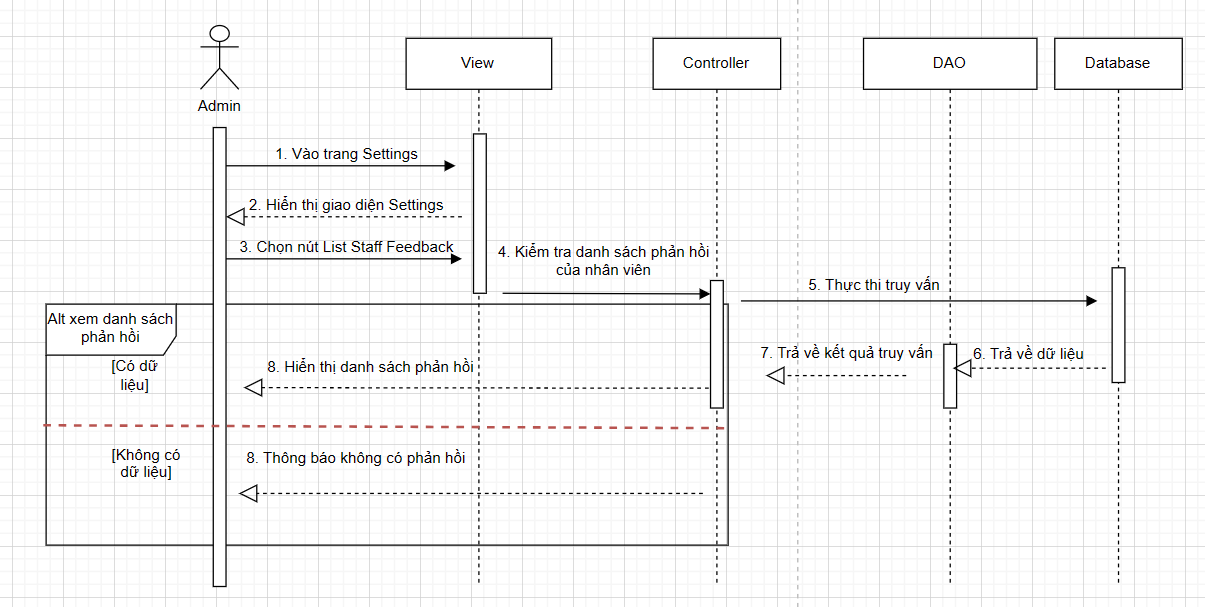 Admin
View
Controller
DAO
Database
1. Vào trang Settings
2. Hiển thị giao diện Settings
3. Chọn nút List Staff Feedback
4. Kiểm tra danh sách phản hồi
của nhân viên
5. Thực thi truy vấn
Alt xem danh sách
phản hồi
6. Trả về dữ liệu
7. Trả về kết quả truy vấn
[Có dữ
liệu]
8. Hiển thị danh sách phản hồi
[Không có
dữ liệu]
8. Thông báo không có phản hồi